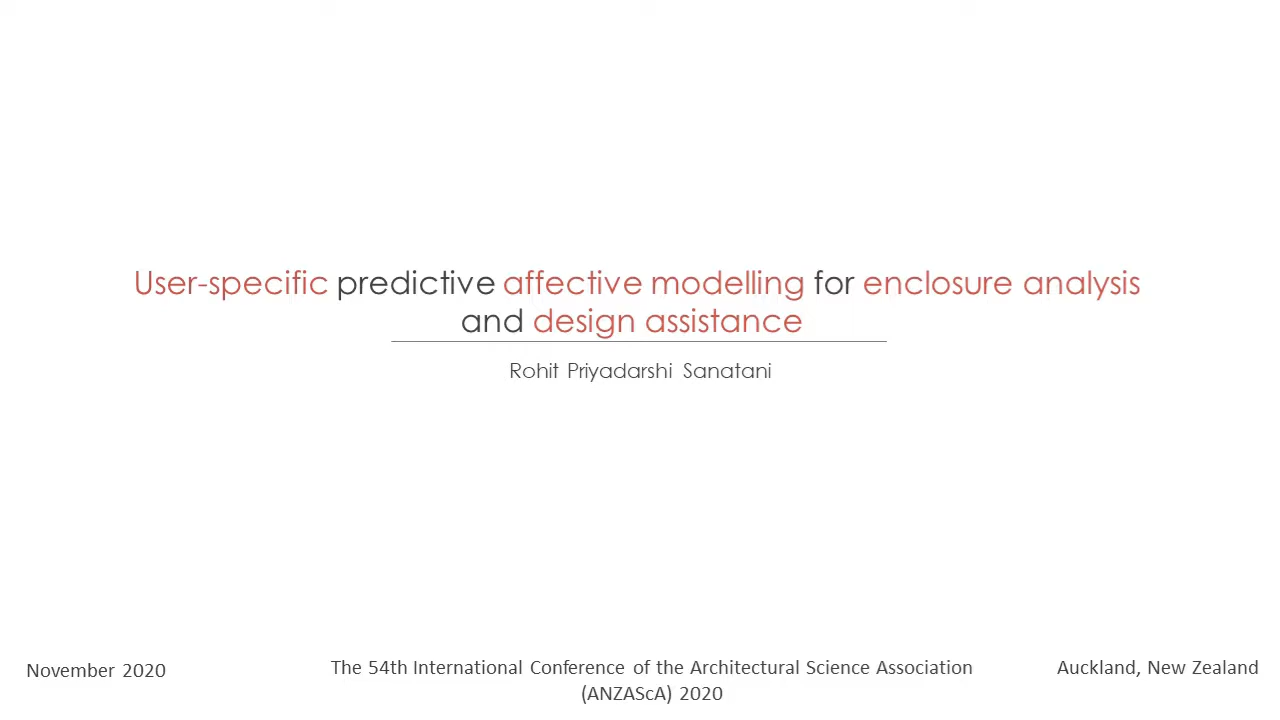 User-specific predictive affective modelling for enclosure analysis
and design assistance
Rohit Priyadarshi Sanatani
November 2020
The 54th International Conference of the Architectural Science Association
(ANZAScA) 2020
Auckland, New Zealand